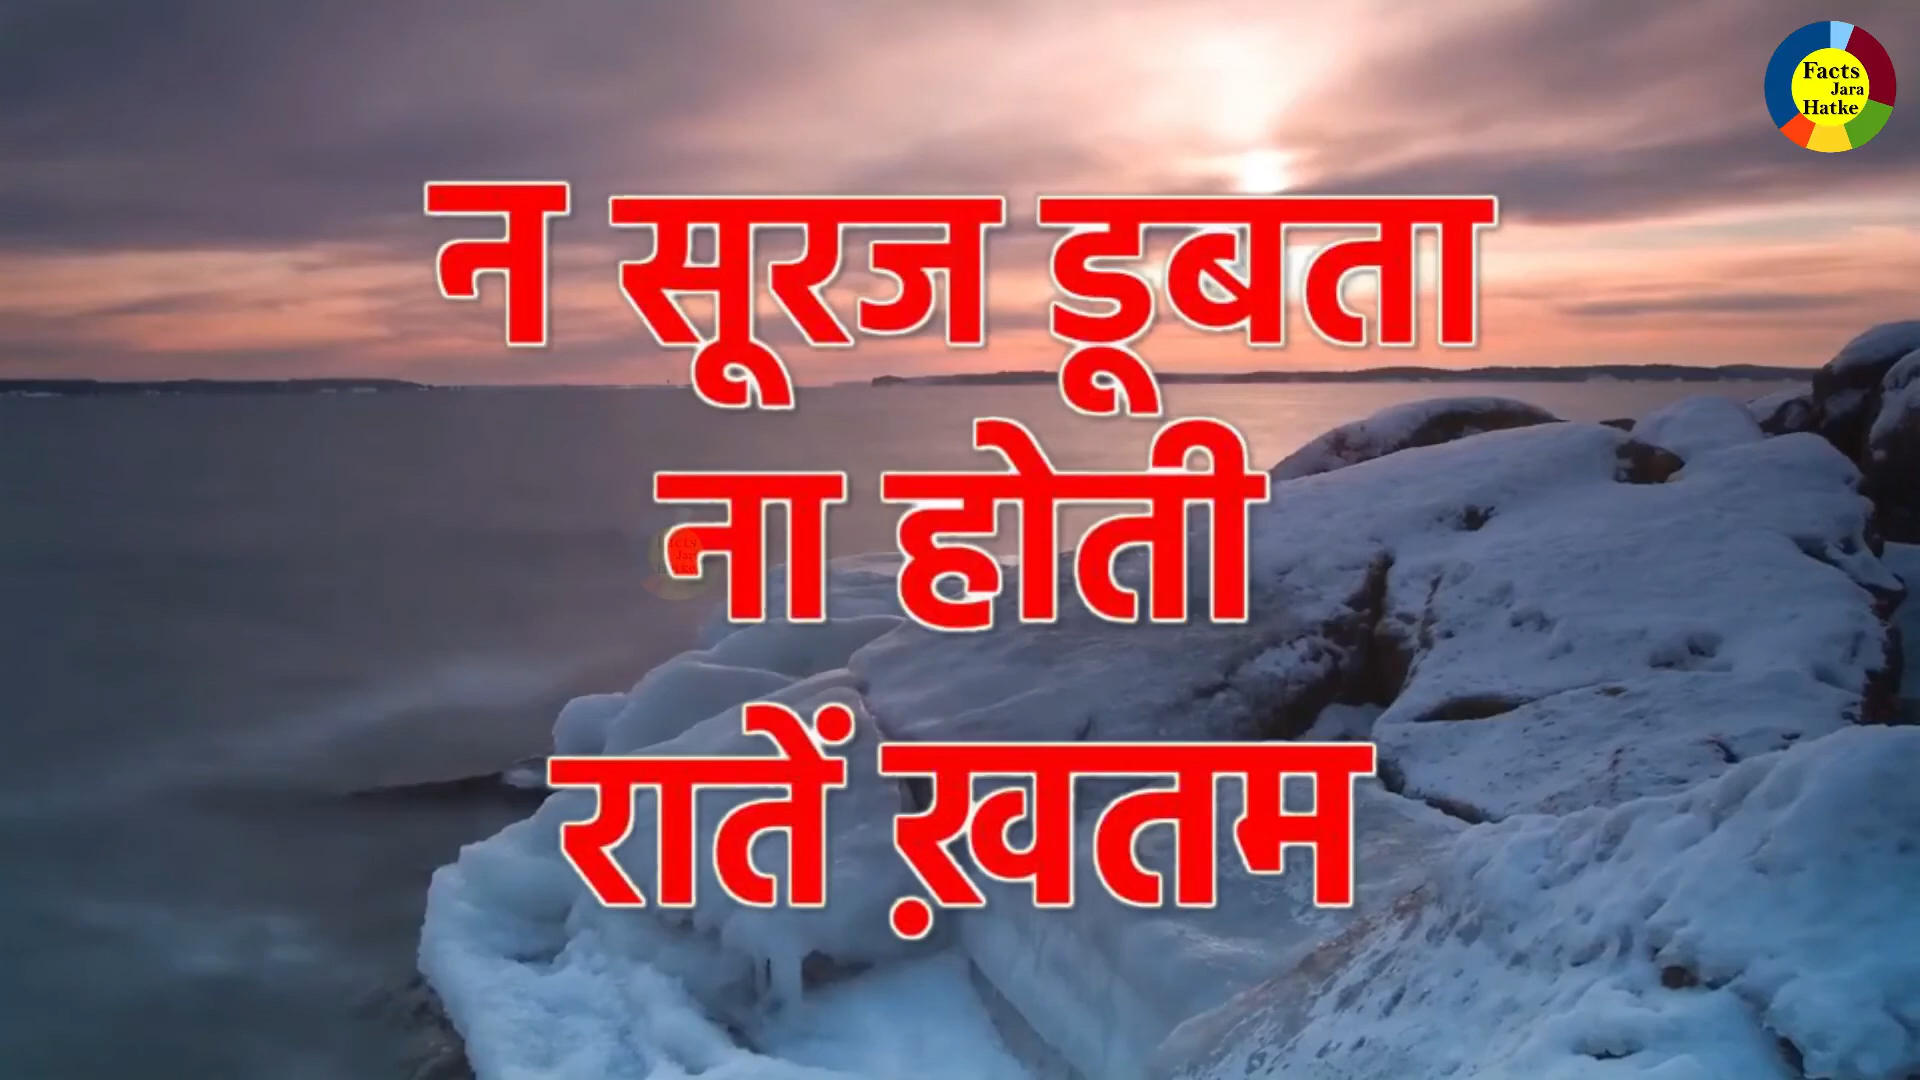 Facts
Jara
Hatke
न सूरज डूबता
ना होती
रातें ख़तम